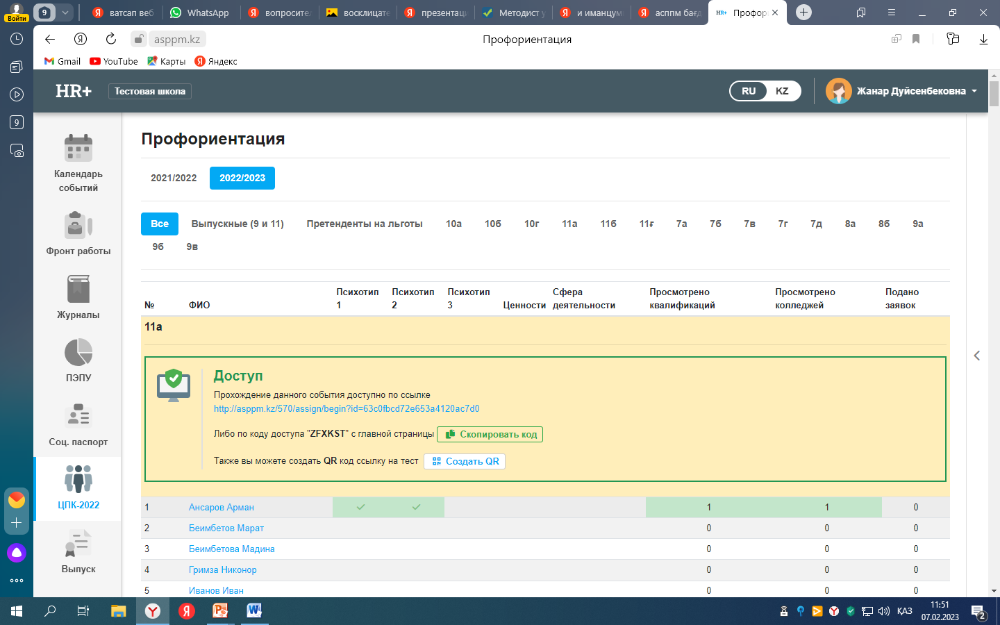 Войти
9
ватсап веб
WhatsApp
вопросител
восклицате
презентаци
Методист у
и иманцум
асппм бағд
HR+ Профор
asppm.kz
Профориентация
Gmail
YouTube
Карты
Яндекс
9
HR+
Тестовая школа
RU
KZ
Жанар Дуйсенбековна
Календарь
событий
Фронт работы
Журналы
ПЭПУ
Соц. паспорт
ЦПК-2022
Выпуск
Профориентация
2021/2022
2022/2023
Все Выпускные (9 и 11) Претенденты на льготы 10а 10б 10г 11а 11б 11ғ 7а 7б 7в 7г 7д 8а 8б 9а
9б 9в
№
ФИО
Психотип
1
Психотип
2
Психотип
3
Ценности
Сфера
деятельности
Просмотрено
квалификаций
Просмотрено
колледжей
Подано
заявок
11а
Доступ
Прохождение данного события доступно по ссылке
http://asppm.kz/570/assign/begin?id=63c0fbcd72e653a4120ac7d0
Либо по коду доступа "ZFXKST" с главной страницы Скопировать код
Также вы можете создать QR код ссылку на тест Создать QR
1 Ансаров Арман 1 1 0
2 Беимбетов Марат 0 0 0
3 Беимбетова Мадина 0 0 0
4 Гримза Никонор 0 0 0
5 Иванов Иван 0 0 0
ҚАЗ
11:51
07.02.2023
2